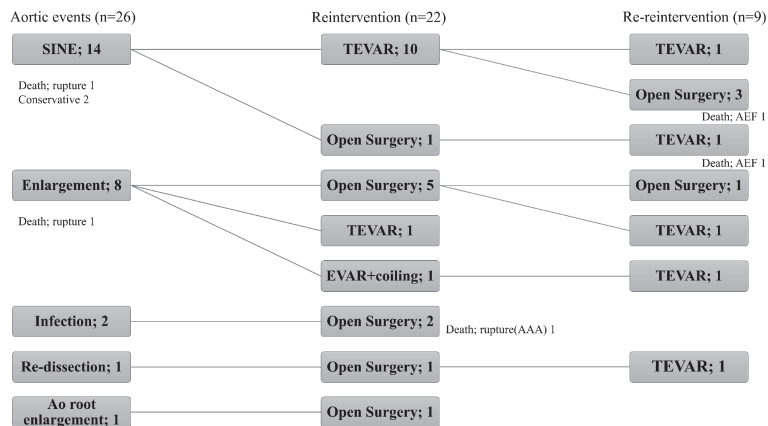 Aortic events (n=26)
Reintervention (n=22)
Re-reintervention (n=9)
SINE; 14
TEVAR; 10
TEVAR; 1
Death; rupture 1
Conservative 2
Open Surgery; 3
Death; AEF 1
Open Surgery; 1
TEVAR; 1
Death; AEF 1
Enlargement; 8
Open Surgery; 5
Open Surgery; 1
Death; rupture 1
TEVAR; 1
TEVAR; 1
EVAR+coiling; 1
TEVAR; 1
Infection; 2
Open Surgery; 2
Death; rupture(AAA) 1
Re-dissection; 1
Open Surgery; 1
TEVAR; 1
Ao root
enlargement; 1
Open Surgery; 1